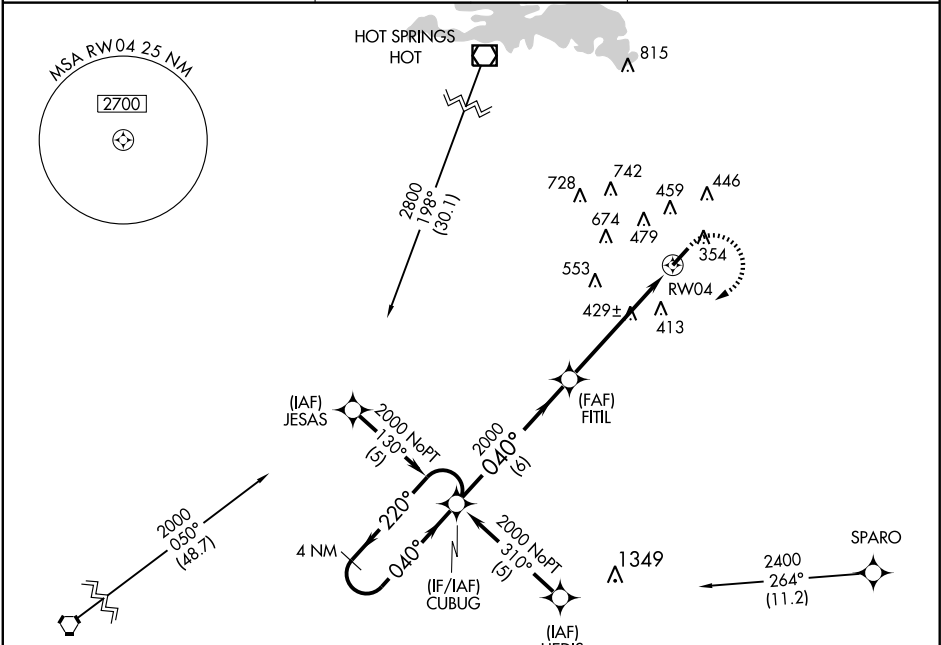 MSA RW04 25 NM
2700
HOT SPRINGS
HOT
815
2800
198°
(30.1)
728
742
459
446
674
479
354
553
RW04
429±
413
(IAF)
JESAS
2000 NoPT
130°
(5)
2000
040°
(6)
(FAF)
FITIL
220°
040°
4 NM
(IF/IAF)
CUBUG
2000 NoPT
310°
(5)
1349
(IAF)
2000
050°
(48.7)
SPARO
2400
264°
(11.2)